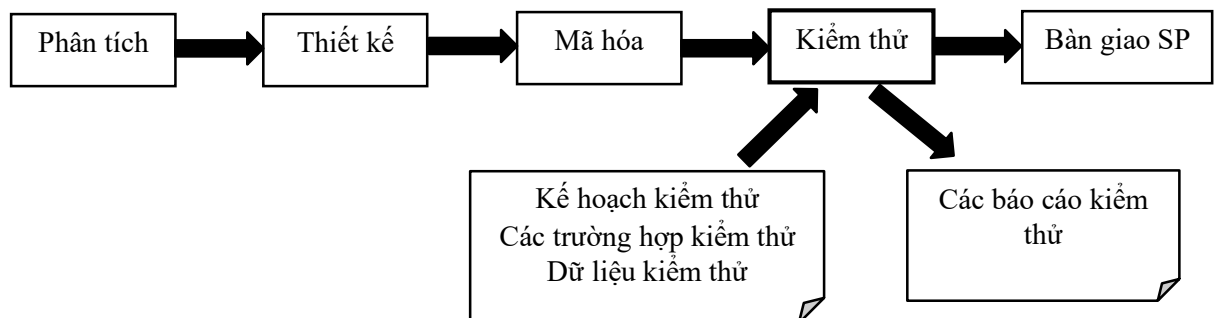 Phân tích
Thiết kế
Mã hóa
Kiểm thử
Bàn giao SP
Kế hoạch kiểm thử
Các trường hợp kiểm thử
Dữ liệu kiểm thử
Các báo cáo kiểm
thử